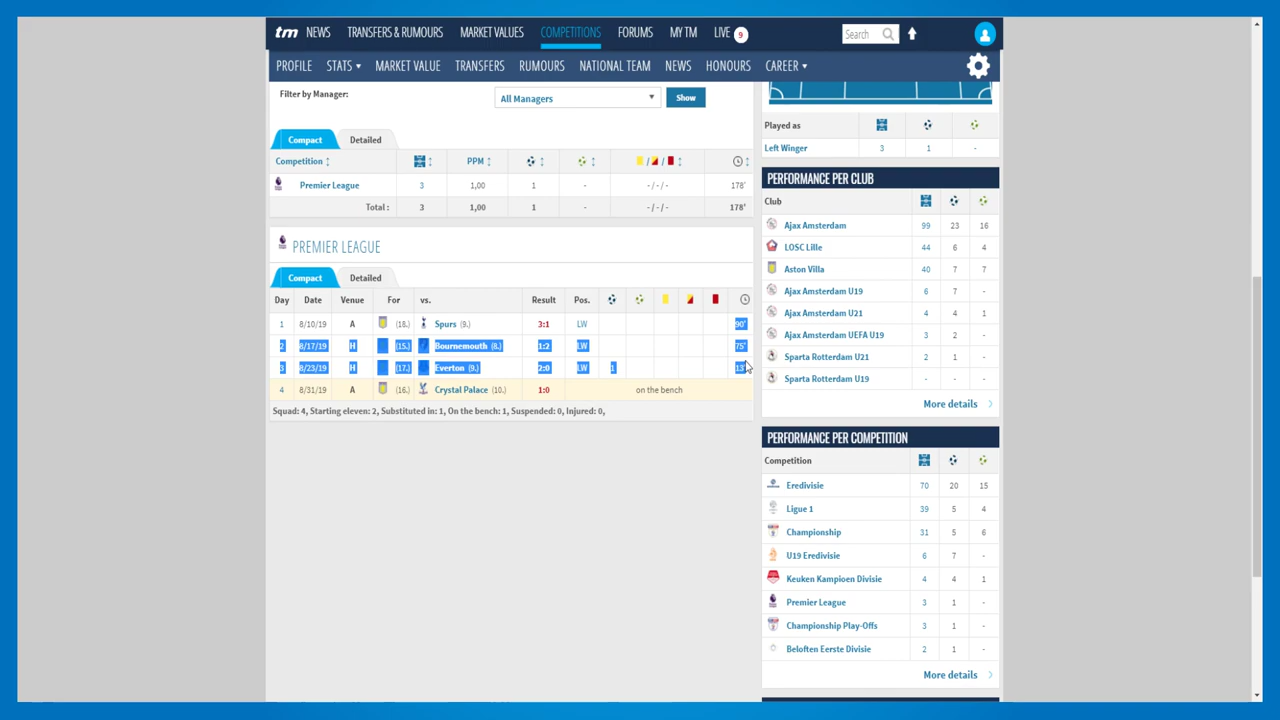 tm NEWS TRANSFERS & RUMOURS MARKET VALUES COMPETITIONS FORUMS MY TM LIVE 9 Search
PROFILE STATS MARKET VALUE TRANSFERS RUMOURS NATIONAL TEAM NEWS HONOURS CAREER
Filter by Manager: All Managers Show
Compact Detailed
Competition PPM / / 
Premier League 3 1,00 1 - - / - / - 178'
Total : 3 1,00 1 - - / - / - 178'
PREMIER LEAGUE
Compact Detailed
Day Date Venue For vs. Result Pos.
1 8/10/19 A (18.) Spurs (9.) 3:1 LW 90'
2 8/17/19 H (15.) Bournemouth (8.) 1:2 LW 75'
3 8/23/19 H (17.) Everton (9.) 2:0 LW 1 13'
4 8/31/19 A (16.) Crystal Palace (10.) 1:0 on the bench
Squad: 4, Starting eleven: 2, Substituted in: 1, On the bench: 1, Suspended: 0, Injured: 0,
Played as
Left Winger 3 1 -
PERFORMANCE PER CLUB
Club
Ajax Amsterdam 99 23 16
LOSC Lille 44 6 4
Aston Villa 40 7 7
Ajax Amsterdam U19 6 7 -
Ajax Amsterdam U21 4 4 1
Ajax Amsterdam UEFA U19 3 2 -
Sparta Rotterdam U21 2 1 -
Sparta Rotterdam U19 - - -
More details
PERFORMANCE PER COMPETITION
Competition
Eredivisie 70 20 15
Ligue 1 39 5 4
Championship 31 5 6
U19 Eredivisie 6 7 -
Keuken Kampioen Divisie 4 4 1
Premier League 3 1 -
Championship Play-Offs 3 1 -
Beloften Eerste Divisie 2 1 -
More details